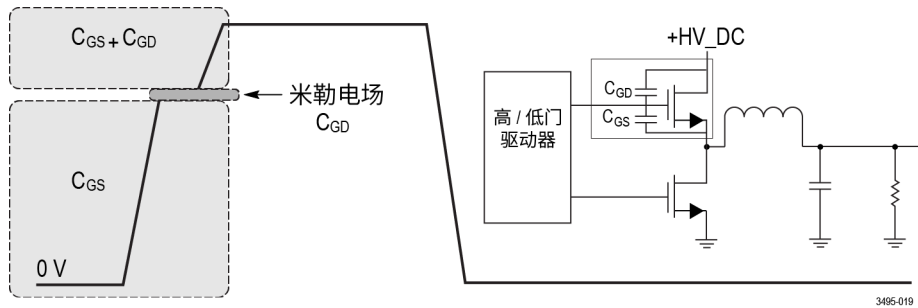 CGS + CGD
米勒电场
CGD
CGS
0 V
+HV_DC
高 / 低门
驱动器
CGD
CGS
3495-019